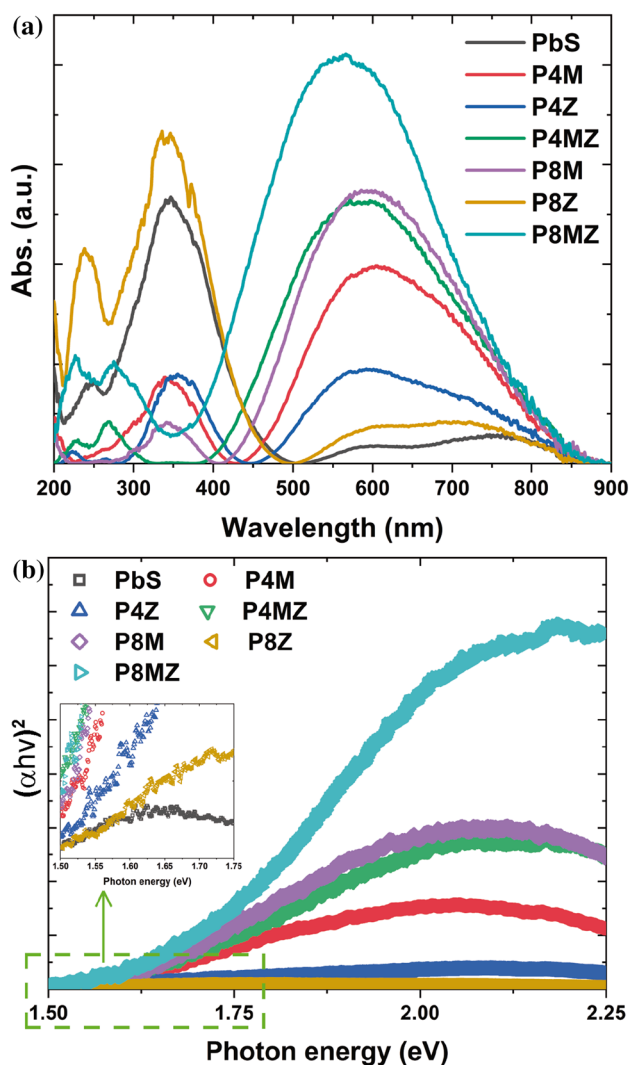 (a)
PbS
P4M
P4Z
P4MZ
P8M
P8Z
P8MZ
Abs. (a.u.)
200 300 400 500 600 700 800 900
Wavelength (nm)
(b)
PbS P4M
P4Z P4MZ
P8M P8Z
P8MZ
(αhν)²
1.50 1.55 1.60 1.65 1.70 1.75
Photon energy (eV)
1.50 1.75 2.00 2.25
Photon energy (eV)